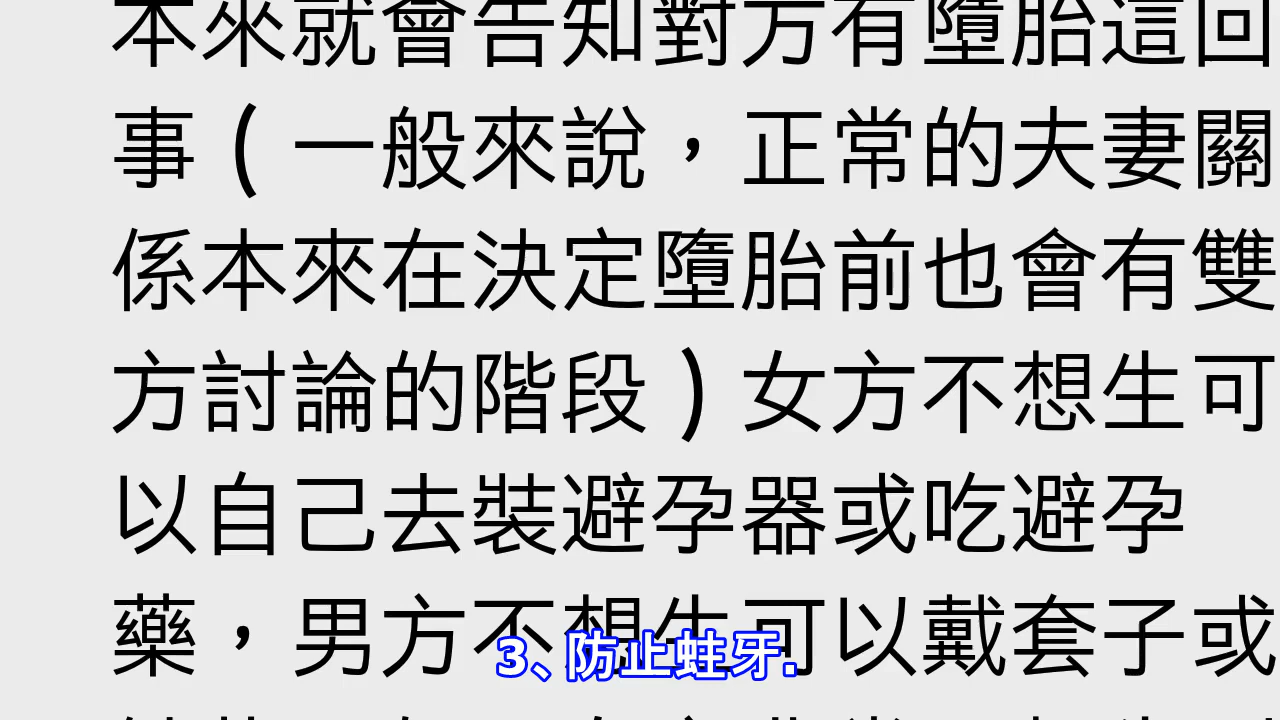 本來就會告知對方有墮胎這回
事（一般來說，正常的夫妻關
係本來在決定墮胎前也會有雙
方討論的階段）女方不想生可
以自己去裝避孕器或吃避孕
藥，男方不想生可以戴套子或
3、防止蛀牙.